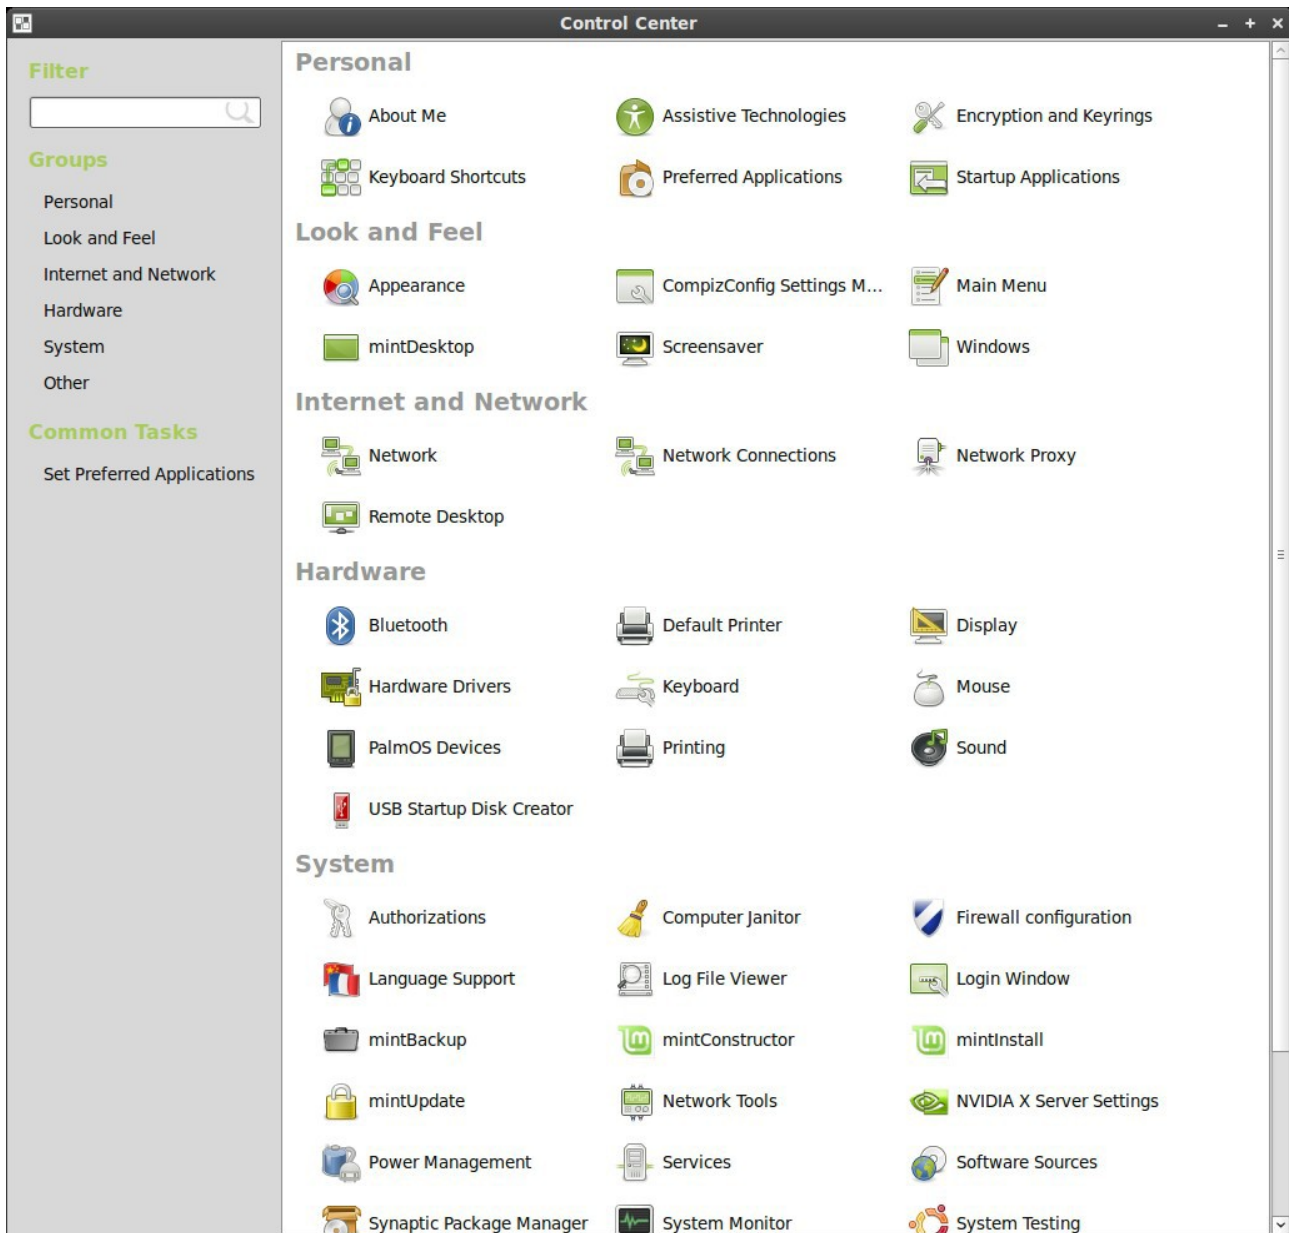 Control Center
Filter
Groups
Personal
Look and Feel
Internet and Network
Hardware
System
Other
Common Tasks
Set Preferred Applications
Personal
About Me Assistive Technologies Encryption and Keyrings
Keyboard Shortcuts Preferred Applications Startup Applications
Look and Feel
Appearance CompizConfig Settings M... Main Menu
mintDesktop Screensaver Windows
Internet and Network
Network Network Connections Network Proxy
Remote Desktop
Hardware
Bluetooth Default Printer Display
Hardware Drivers Keyboard Mouse
PalmOS Devices Printing Sound
USB Startup Disk Creator
System
Authorizations Computer Janitor Firewall configuration
Language Support Log File Viewer Login Window
mintBackup mintConstructor mintInstall
mintUpdate Network Tools NVIDIA X Server Settings
Power Management Services Software Sources
Synaptic Package Manager System Monitor System Testing